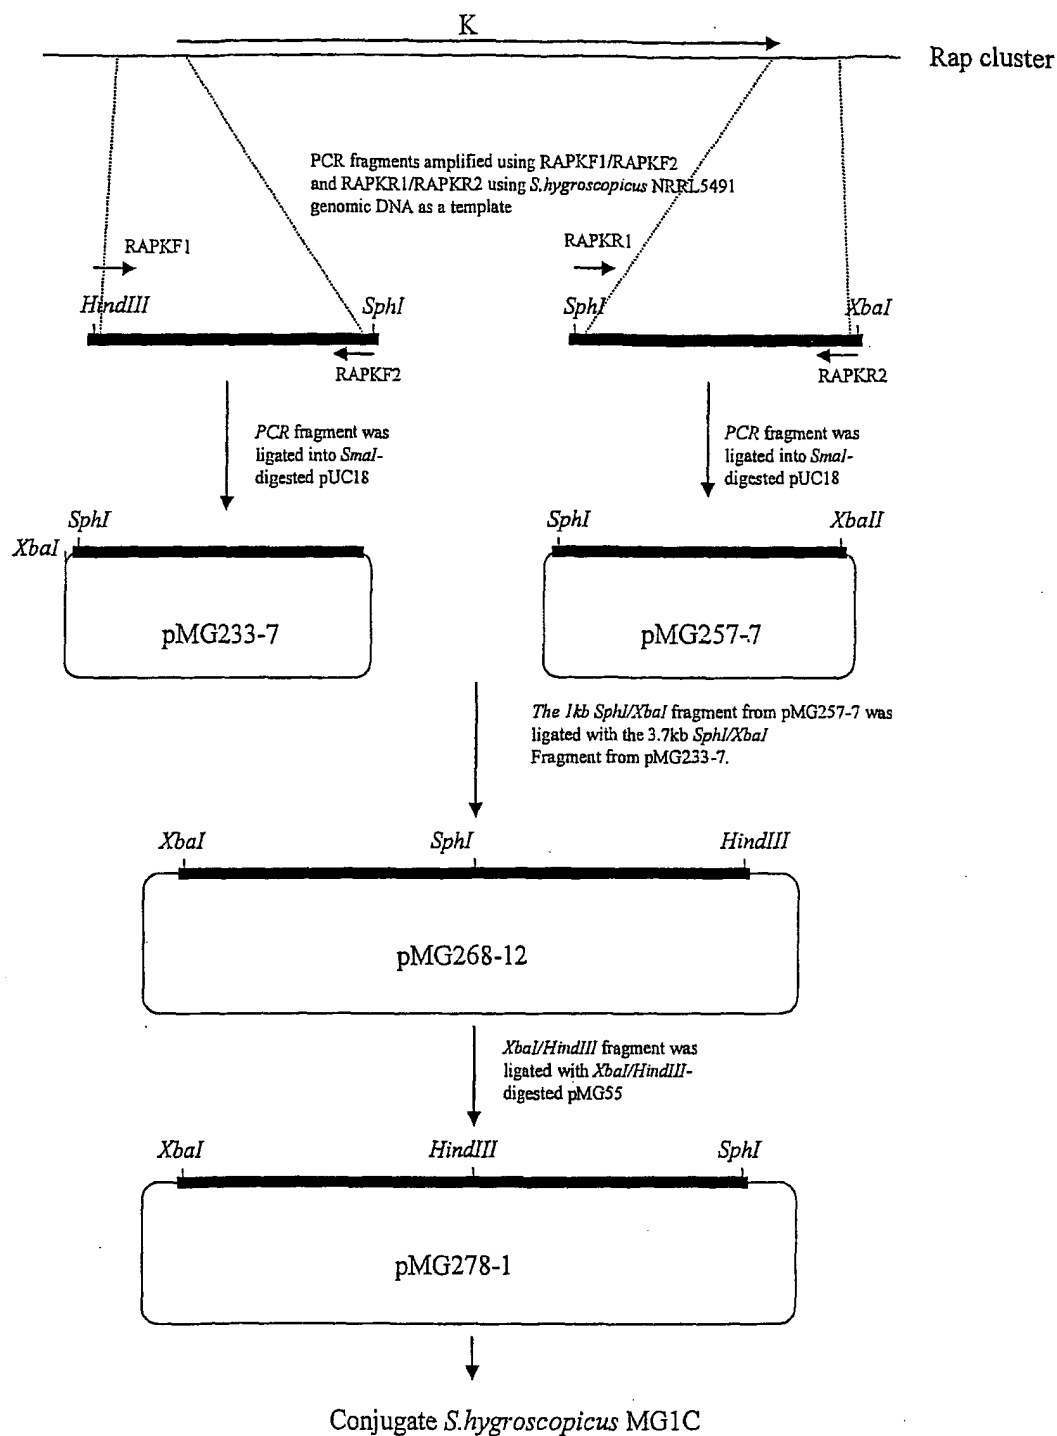 K
Rap cluster
PCR fragments amplified using RAPKF1/RAPKF2
and RAPKR1/RAPKR2 using S.hygroscopicus NRRL5491
genomic DNA as a template
RAPKF1
RAPKR1
HindIII
SphI
SphI
XbaI
RAPKF2
RAPKR2
PCR fragment was
ligated into SmaI-
digested pUC18
PCR fragment was
ligated into SmaI-
digested pUC18
SphI
XbaI
SphI
XbaII
pMG233-7
pMG257-7
The 1kb SphI/XbaI fragment from pMG257-7 was
ligated with the 3.7kb SphI/XbaI
Fragment from pMG233-7.
XbaI
SphI
HindIII
pMG268-12
XbaI/HindIII fragment was
ligated with XbaI/HindIII-
digested pMG55
XbaI
HindIII
SphI
pMG278-1
Conjugate S.hygroscopicus MG1C